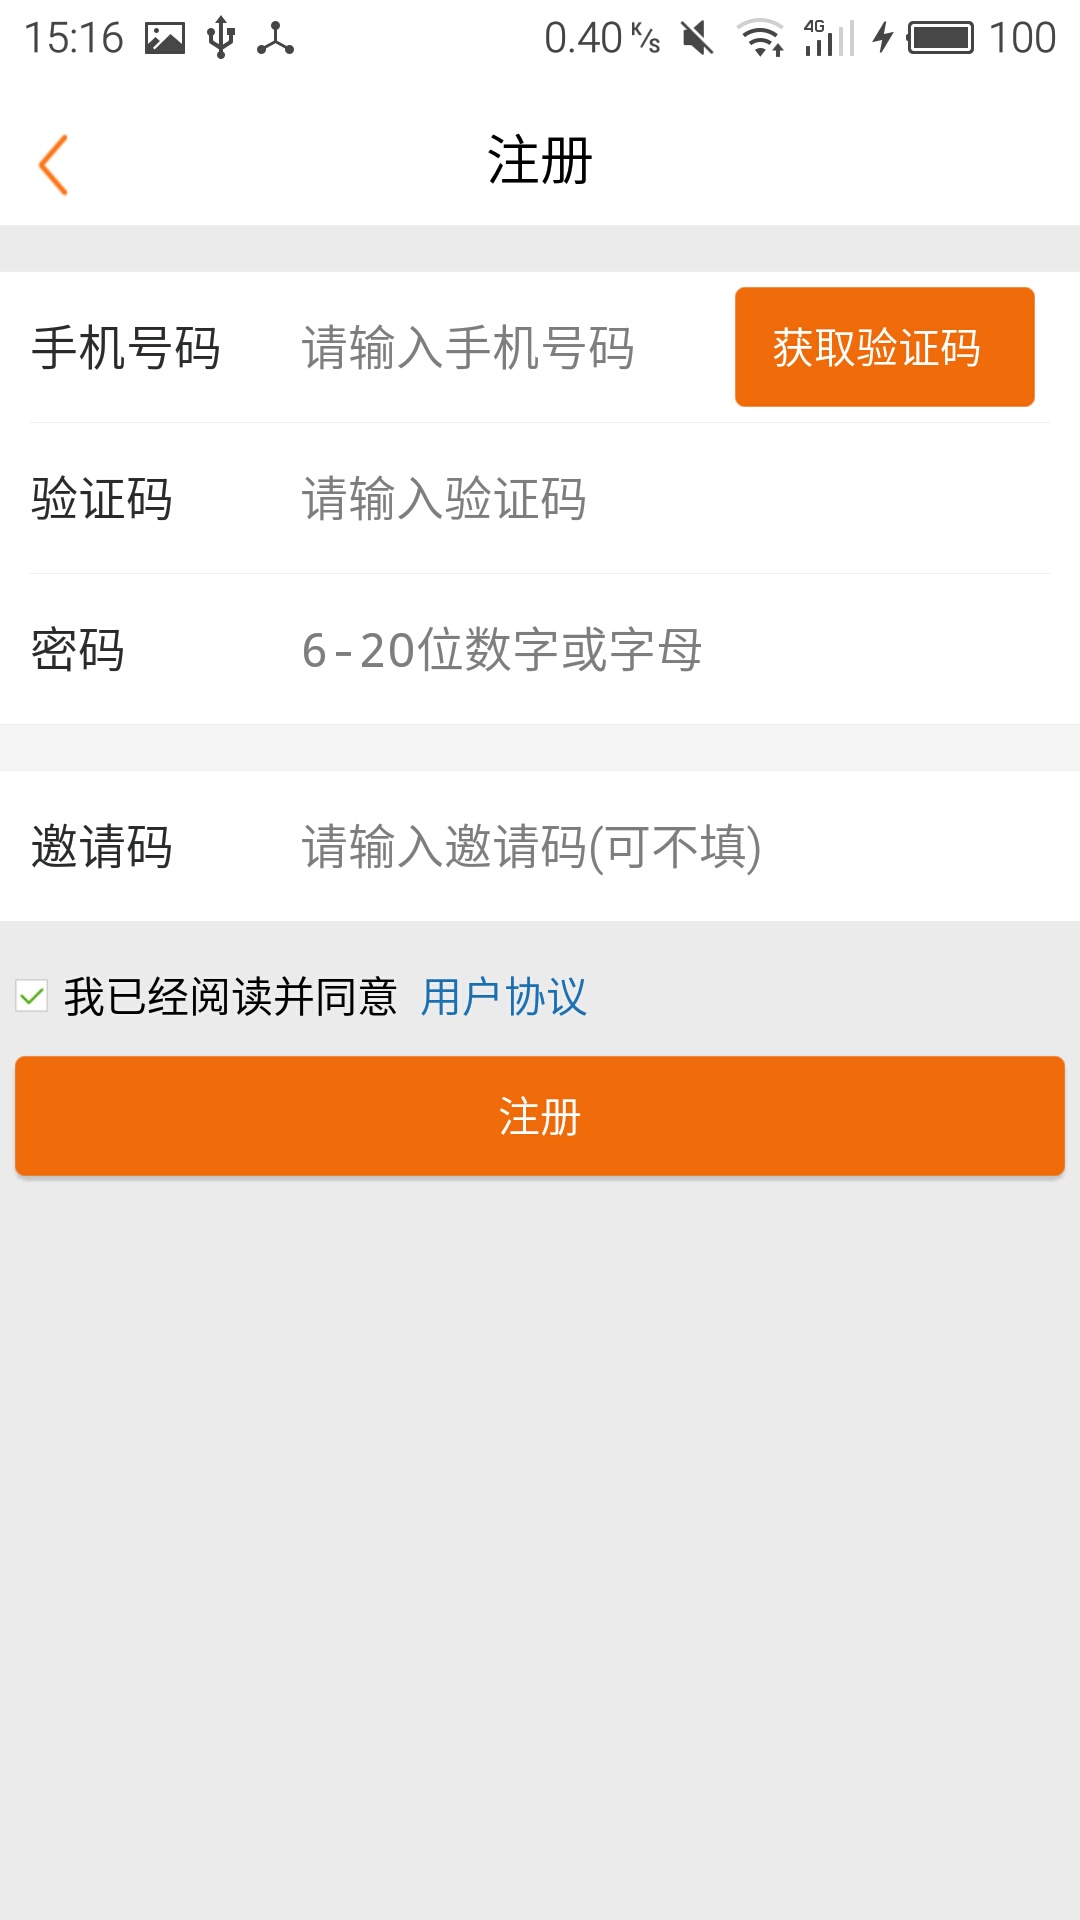 15:16 0.40 K/s 4G 100
注册
手机号码 请输入手机号码 获取验证码
验证码 请输入验证码
密码 6-20位数字或字母
邀请码 请输入邀请码(可不填)
我已经阅读并同意 用户协议
注册